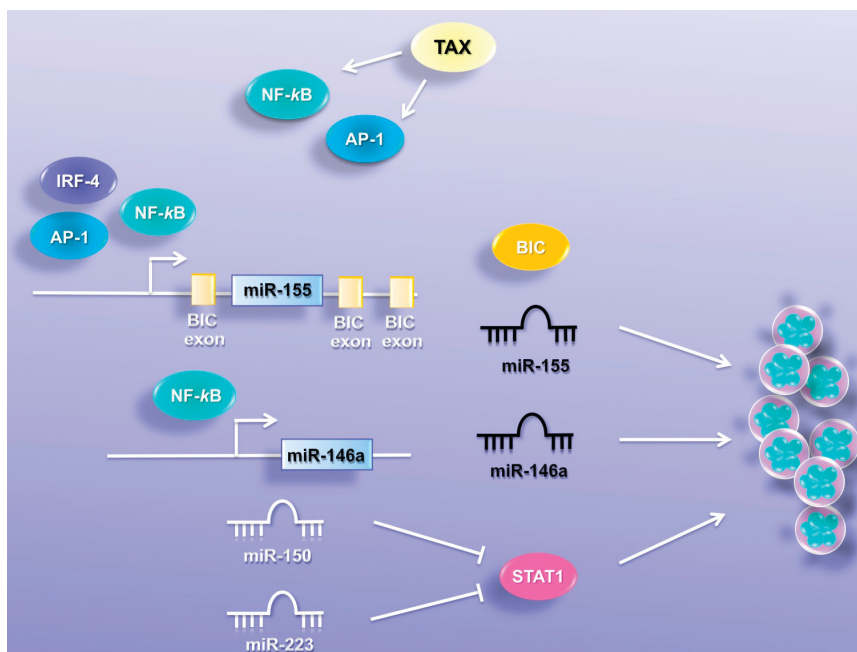 TAX
NF-kB
AP-1
IRF-4
NF-kB
AP-1
BIC
miR-155
BIC
exon
BIC
exon
BIC
exon
miR-155
NF-kB
miR-146a
miR-146a
miR-150
STAT1
miR-223